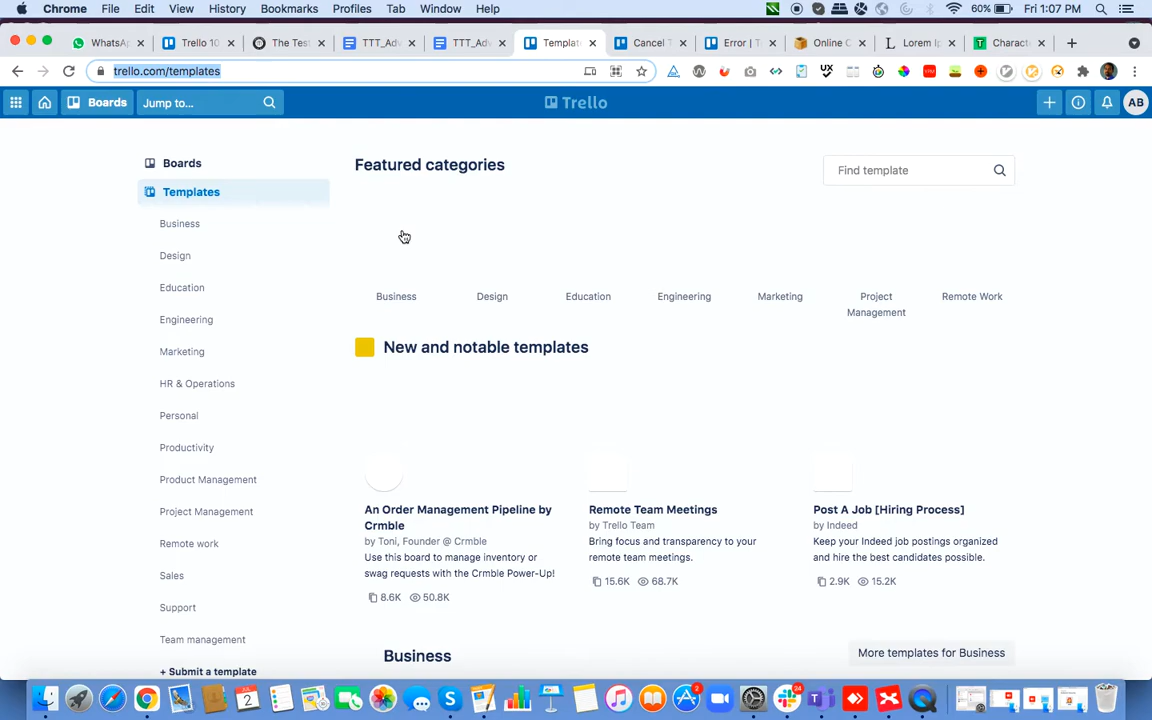 Chrome File Edit View History Bookmarks Profiles Tab Window Help 60% Fri 1:07 PM
WhatsAp Trello 10 The Test TTT_Adv TTT_Adv Templat Cancel T Error | T Online C Lorem Ip Charact
trello.com/templates
Boards Jump to... Trello AB
Boards
Featured categories
Find template
Templates
Business
Design
Education
Engineering
Marketing
HR & Operations
Personal
Productivity
Product Management
Project Management
Remote work
Sales
Support
Team management
+ Submit a template
Business Design Education Engineering Marketing Project Management Remote Work
New and notable templates
An Order Management Pipeline by
Crmble
by Toni, Founder @ Crmble
Use this board to manage inventory or
swag requests with the Crmble Power-Up!
8.6K 50.8K
Remote Team Meetings
by Trello Team
Bring focus and transparency to your
remote team meetings.
15.6K 68.7K
Post A Job [Hiring Process]
by Indeed
Keep your Indeed job postings organized
and hire the best candidates possible.
2.9K 15.2K
Business
More templates for Business